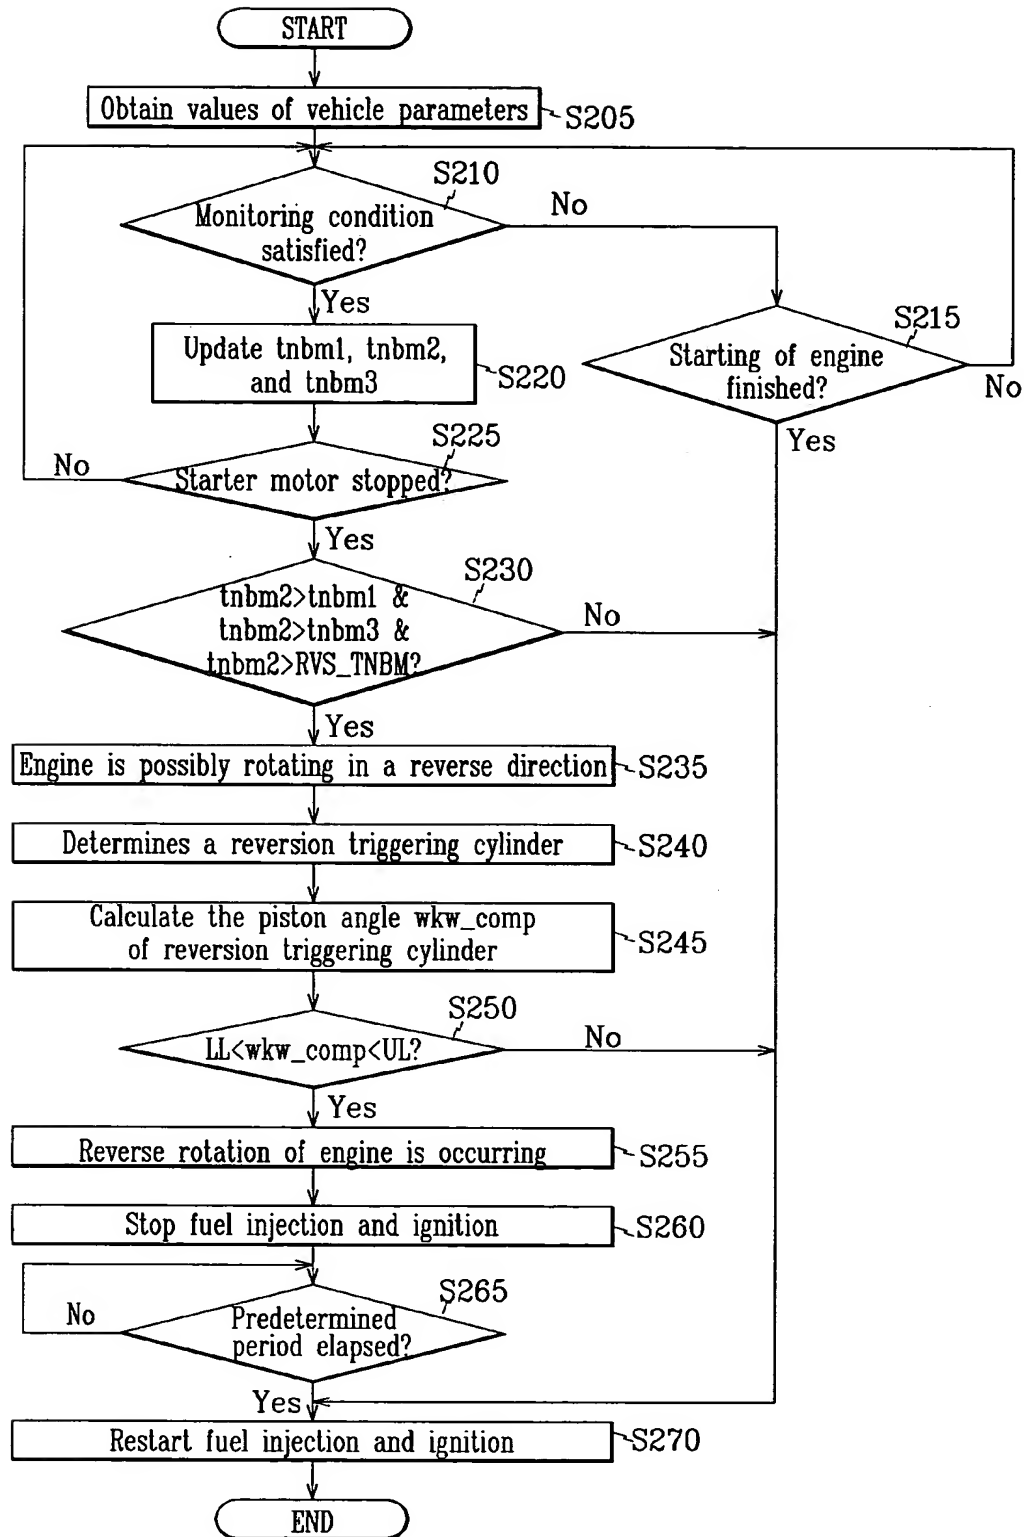 START
Obtain values of vehicle parameters
S205
S210
Monitoring condition
satisfied?
No
Yes
S215
Starting of engine
finished?
No
Yes
Update tnbm1, tnbm2,
and tnbm3
S220
S225
Starter motor stopped?
No
Yes
S230
tnbm2>tnbm1 &
tnbm2>tnbm3 &
tnbm2>RVS_TNBM?
No
Yes
Engine is possibly rotating in a reverse direction
S235
Determines a reversion triggering cylinder
S240
Calculate the piston angle wkw_comp
of reversion triggering cylinder
S245
S250
LL<wkw_comp<UL?
No
Yes
Reverse rotation of engine is occurring
S255
Stop fuel injection and ignition
S260
S265
Predetermined
period elapsed?
No
Yes
Restart fuel injection and ignition
S270
END